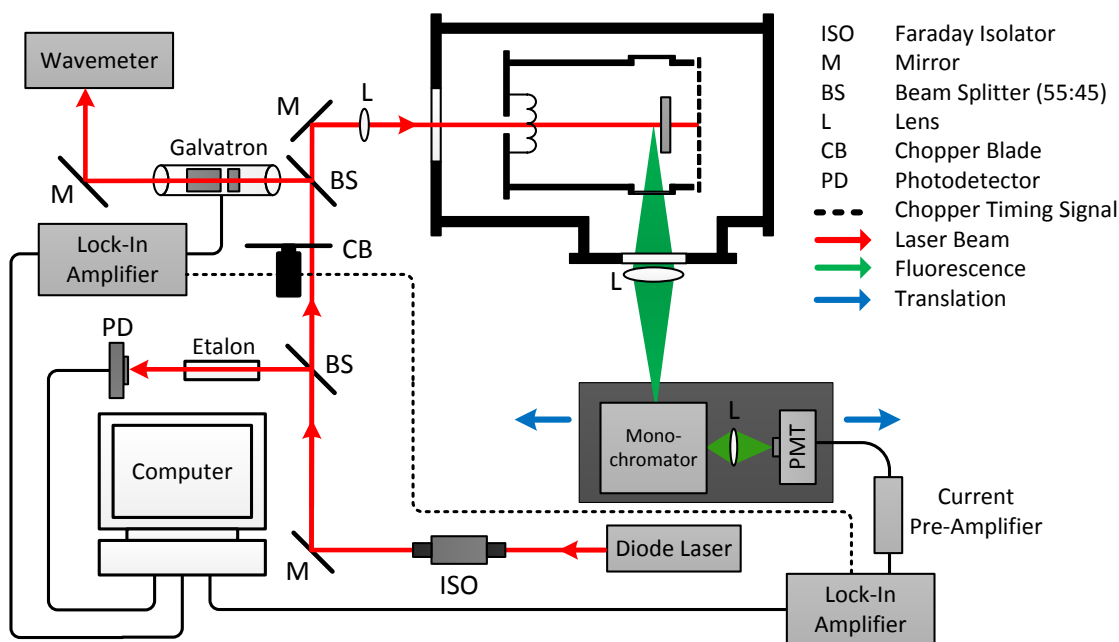 Wavemeter
M
L
Galvatron
M
BS
Lock-In
Amplifier
CB
L
PD
Etalon
BS
Computer
Mono-
chromator
L
PMT
Current
Pre-Amplifier
M
ISO
Diode Laser
Lock-In
Amplifier
ISO Faraday Isolator
M Mirror
BS Beam Splitter (55:45)
L Lens
CB Chopper Blade
PD Photodetector
Chopper Timing Signal
Laser Beam
Fluorescence
Translation